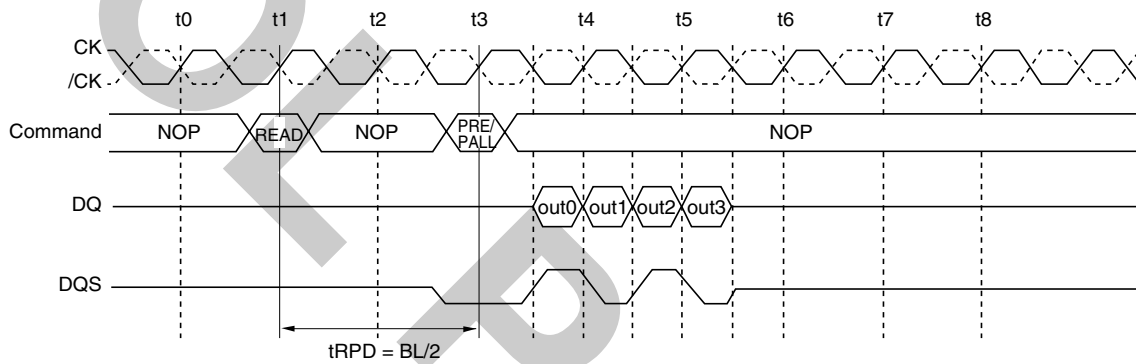 t0 t1 t2 t3 t4 t5 t6 t7 t8
CK
/CK
Command NOP READ NOP PRE/ PALL NOP
DQ out0 out1 out2 out3
DQS
tRPD = BL/2